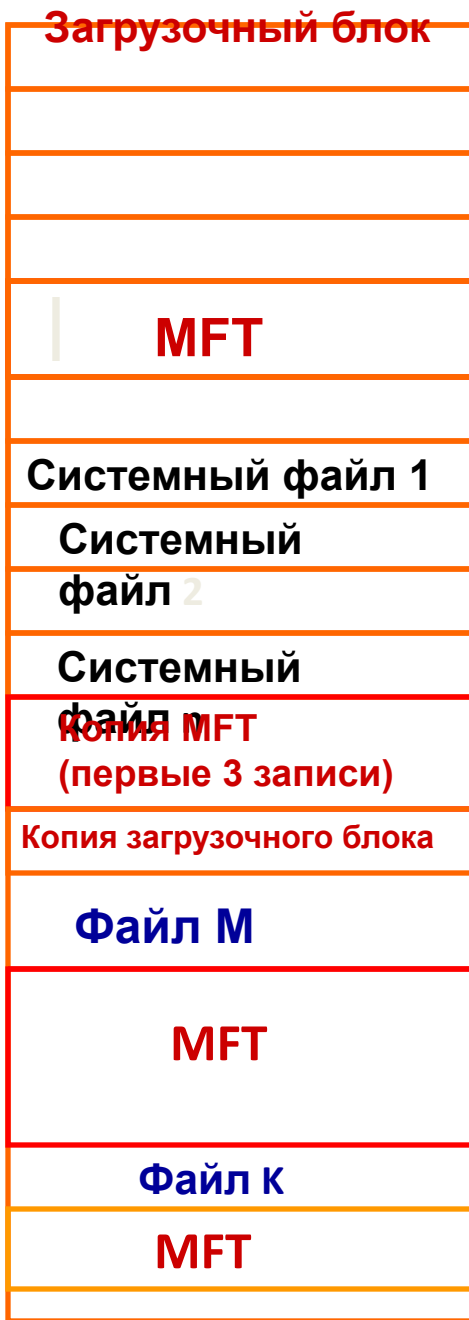 Загрузочный блок
MFT
Системный файл 1
Системный
файл 2
Системный
файл n
Копия MFT
(первые 3 записи)
Копия загрузочного блока
Файл М
MFT
Файл К
MFT